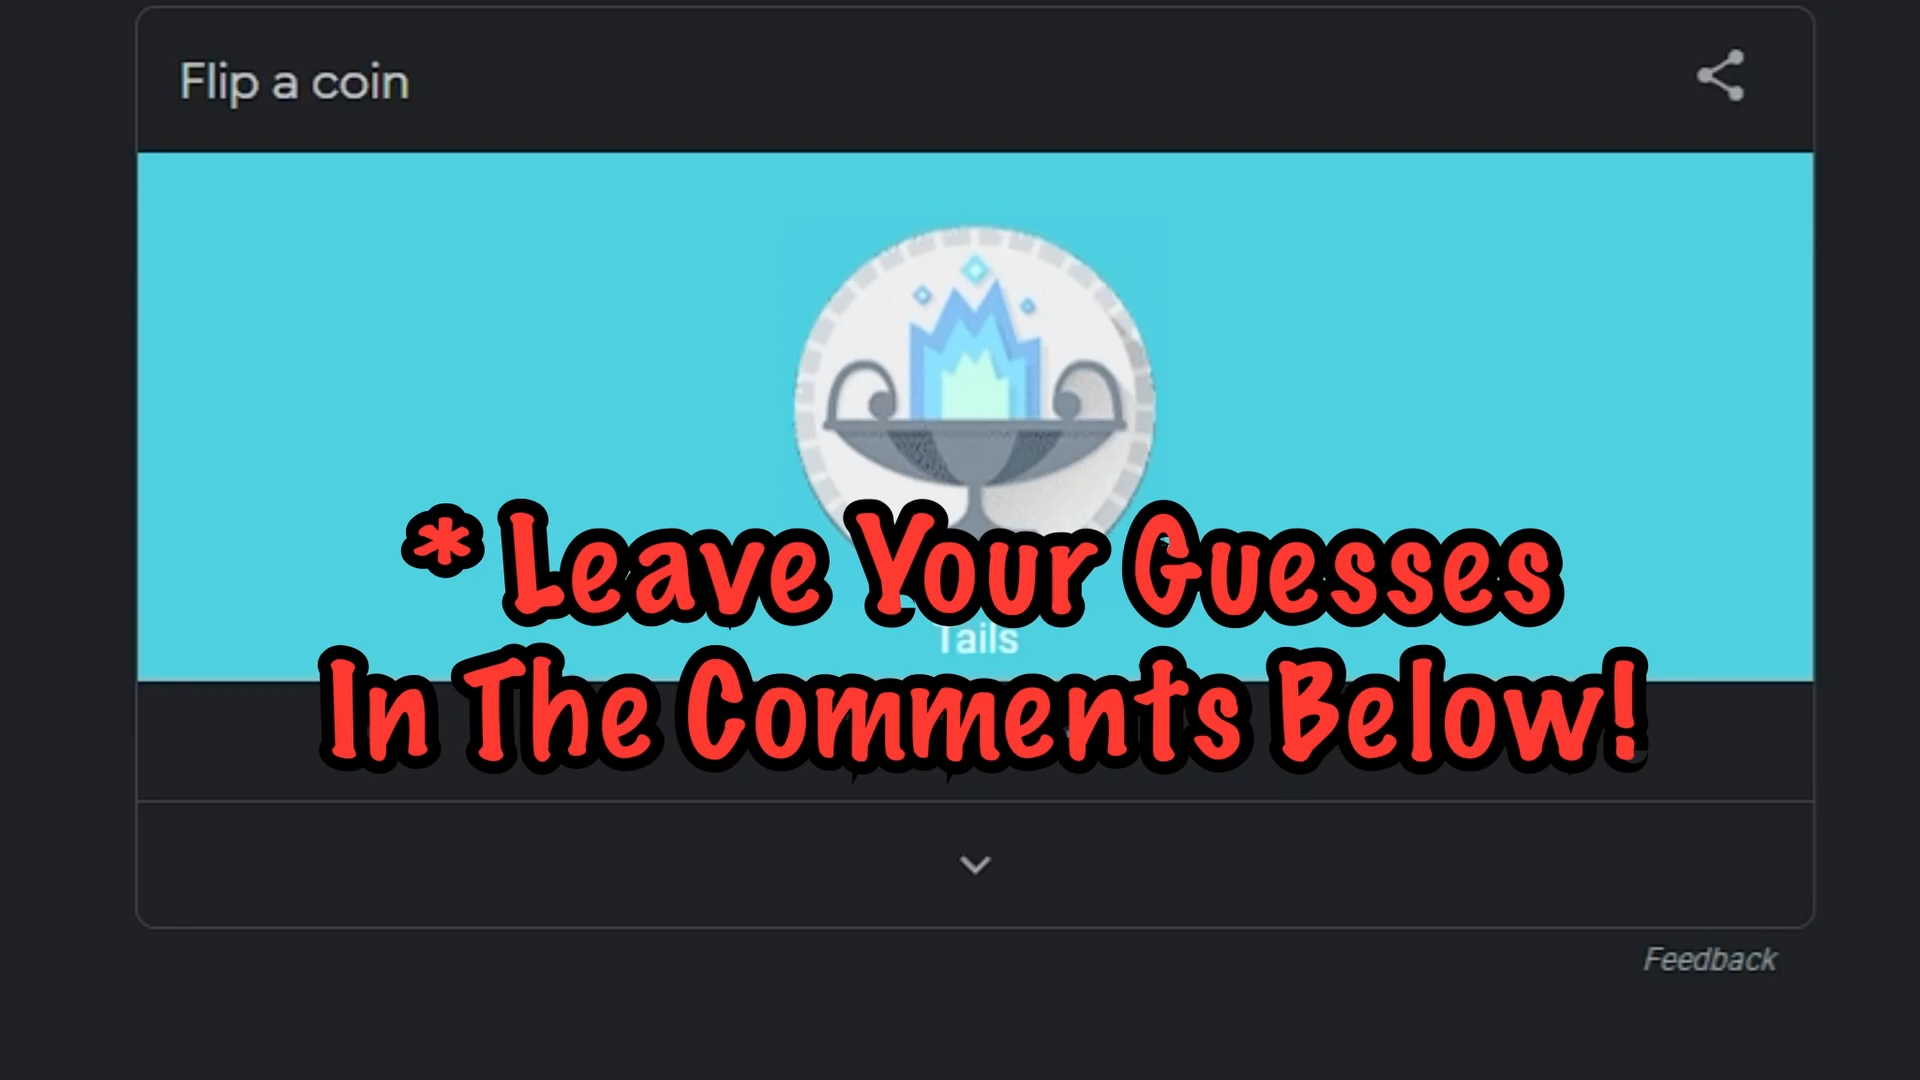 Flip a coin
* Leave Your Guesses
Tails
In The Comments Below!
Feedback